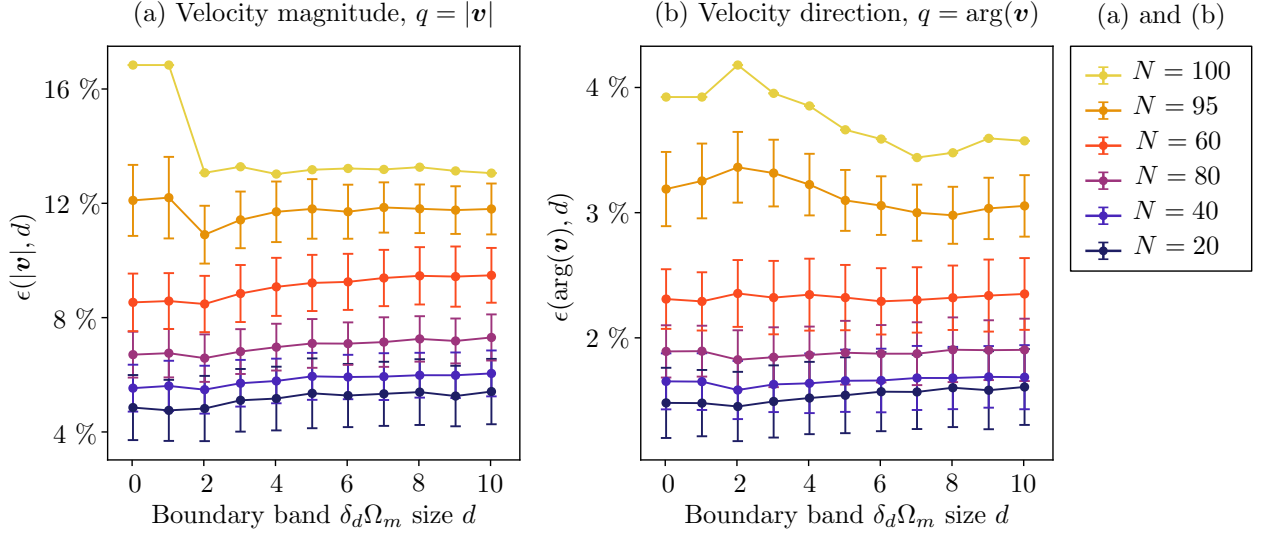 (a) Velocity magnitude, q = |v|
16 %
12 %
8 %
4 %
ϵ(|v|, d)
0 2 4 6 8 10
Boundary band δ_dΩ_m size d
(b) Velocity direction, q = arg(v)
4 %
3 %
2 %
ϵ(arg(v), d)
0 2 4 6 8 10
Boundary band δ_dΩ_m size d
(a) and (b)
N = 100
N = 95
N = 60
N = 80
N = 40
N = 20